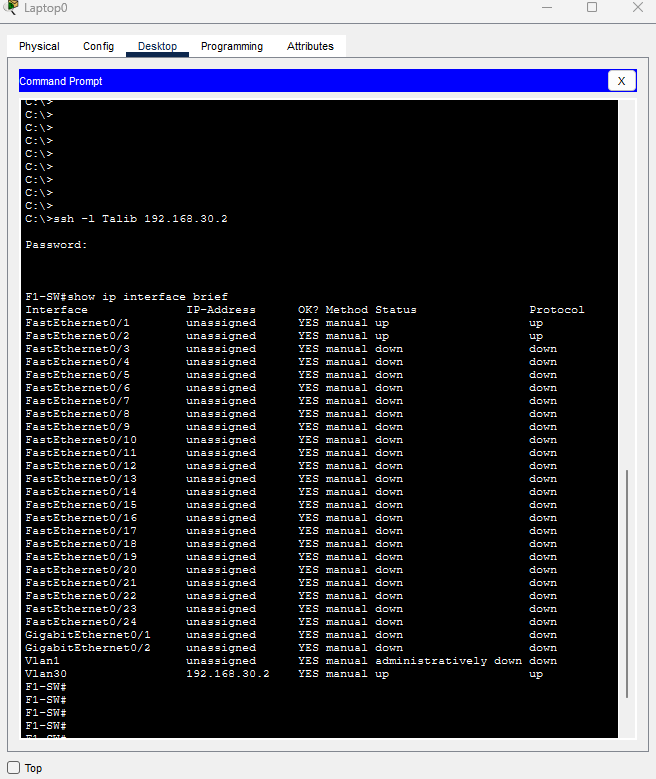 Laptop0
Physical Config Desktop Programming Attributes
Command Prompt X
C:\>
C:\>
C:\>
C:\>
C:\>
C:\>
C:\>
C:\>
C:\>
C:\>ssh -l Talib 192.168.30.2
Password:
F1-SW#show ip interface brief
Interface IP-Address OK? Method Status Protocol
FastEthernet0/1 unassigned YES manual up up
FastEthernet0/2 unassigned YES manual up up
FastEthernet0/3 unassigned YES manual down down
FastEthernet0/4 unassigned YES manual down down
FastEthernet0/5 unassigned YES manual down down
FastEthernet0/6 unassigned YES manual down down
FastEthernet0/7 unassigned YES manual down down
FastEthernet0/8 unassigned YES manual down down
FastEthernet0/9 unassigned YES manual down down
FastEthernet0/10 unassigned YES manual down down
FastEthernet0/11 unassigned YES manual down down
FastEthernet0/12 unassigned YES manual down down
FastEthernet0/13 unassigned YES manual down down
FastEthernet0/14 unassigned YES manual down down
FastEthernet0/15 unassigned YES manual down down
FastEthernet0/16 unassigned YES manual down down
FastEthernet0/17 unassigned YES manual down down
FastEthernet0/18 unassigned YES manual down down
FastEthernet0/19 unassigned YES manual down down
FastEthernet0/20 unassigned YES manual down down
FastEthernet0/21 unassigned YES manual down down
FastEthernet0/22 unassigned YES manual down down
FastEthernet0/23 unassigned YES manual down down
FastEthernet0/24 unassigned YES manual down down
GigabitEthernet0/1 unassigned YES manual down down
GigabitEthernet0/2 unassigned YES manual down down
Vlan1 unassigned YES manual administratively down down
Vlan30 192.168.30.2 YES manual up up
F1-SW#
F1-SW#
F1-SW#
F1-SW#
F1-SW#
Top